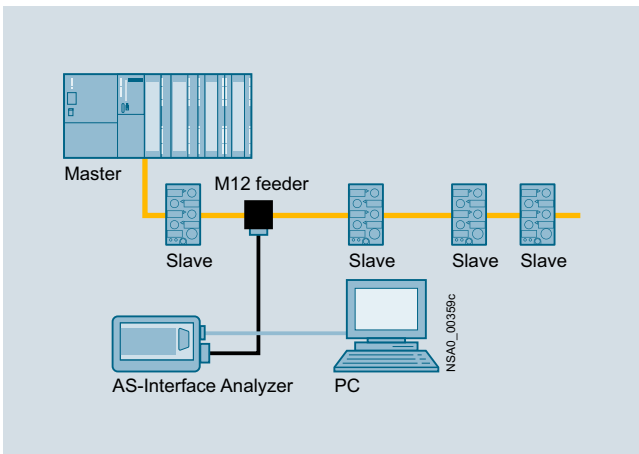 Master
M12 feeder
Slave
Slave
Slave
Slave
AS-Interface Analyzer
PC
NSA0_00359c